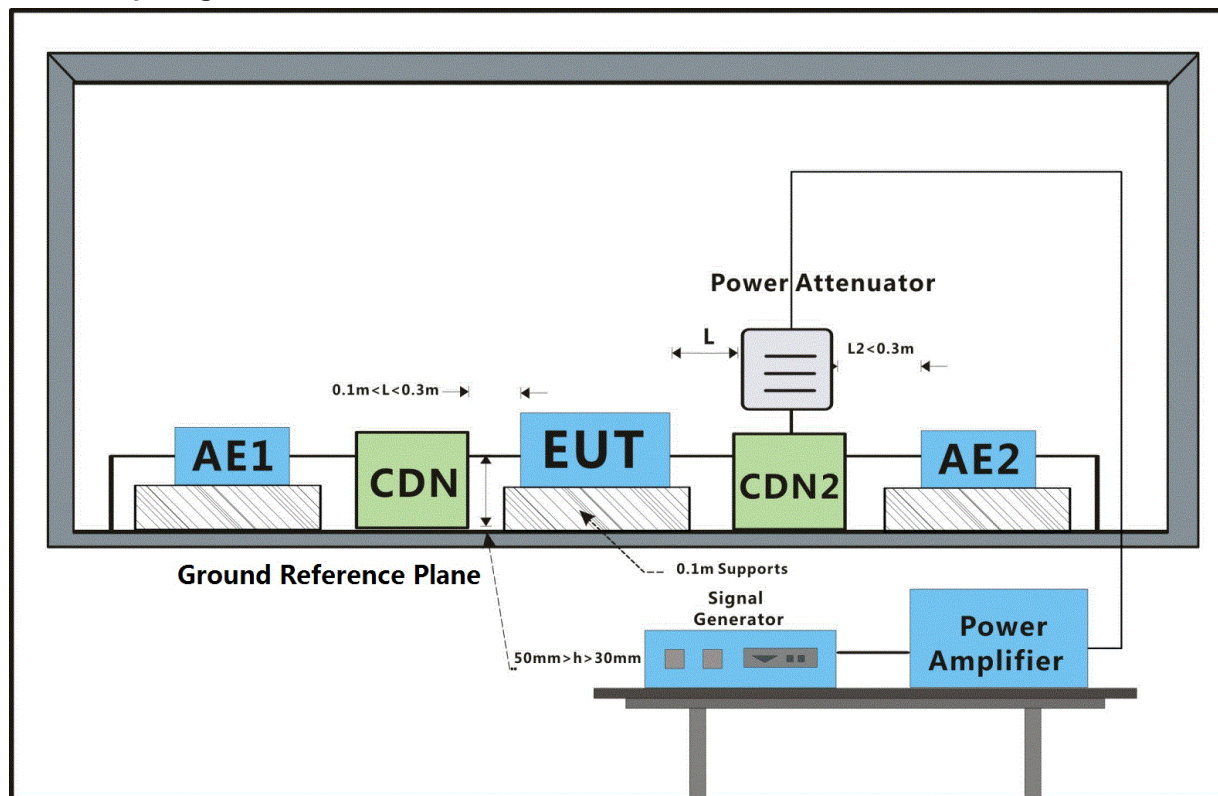 Power Attenuator
L
L2<0.3m
0.1m<L<0.3m
AE1
CDN
EUT
CDN2
AE2
Ground Reference Plane
0.1m Supports
Signal
Generator
50mm>h>30mm
Power
Amplifier